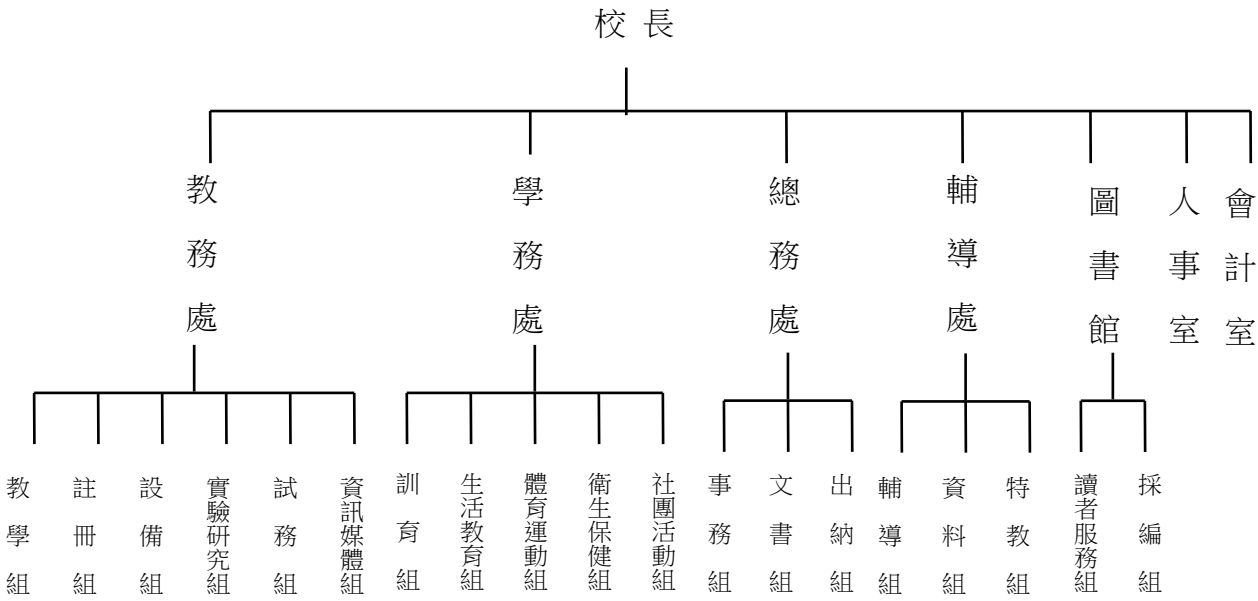 校長
教務處
學務處
總務處
輔導處
圖書館
人事室
會計室
教學組
註冊組
設備組
實驗研究組
試務組
資訊媒體組
訓育組
生活教育組
體育運動組
衛生保健組
社團活動組
事務組
文書組
出納組
輔導組
資料組
特教組
讀者服務組
採編組